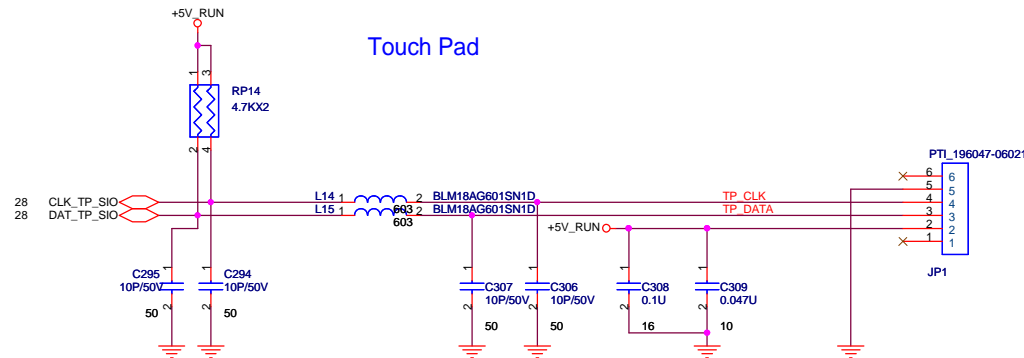 +5V_RUN
Touch Pad
1
3
RP14
4.7KX2
2
4
PTI_196047-06021
28 CLK_TP_SIO
28 DAT_TP_SIO
L14 1
2 BLM18AG601SN1D
603
L15 1
2 BLM18AG601SN1D
603
TP_CLK
TP_DATA
+5V_RUN
6 6
5 5
4 4
3 3
2 2
1 1
JP1
1
C295
10P/50V
2
50
1
C294
10P/50V
2
50
1
C307
10P/50V
2
50
1
C306
10P/50V
2
50
1
C308
0.1U
2
16
1
C309
0.047U
2
10